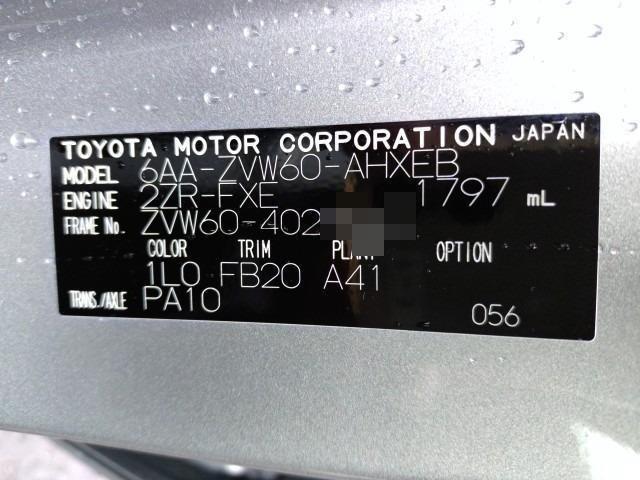 TOYOTA MOTOR CORPORATION JAPAN
MODEL 6AA-ZVW60-AHXEB
ENGINE 2ZR-FXE 1797 mL
FRAME No. ZVW60-402
COLOR TRIM PLANT OPTION
1L0 FB20 A41
TRANS./AXLE PA10
056